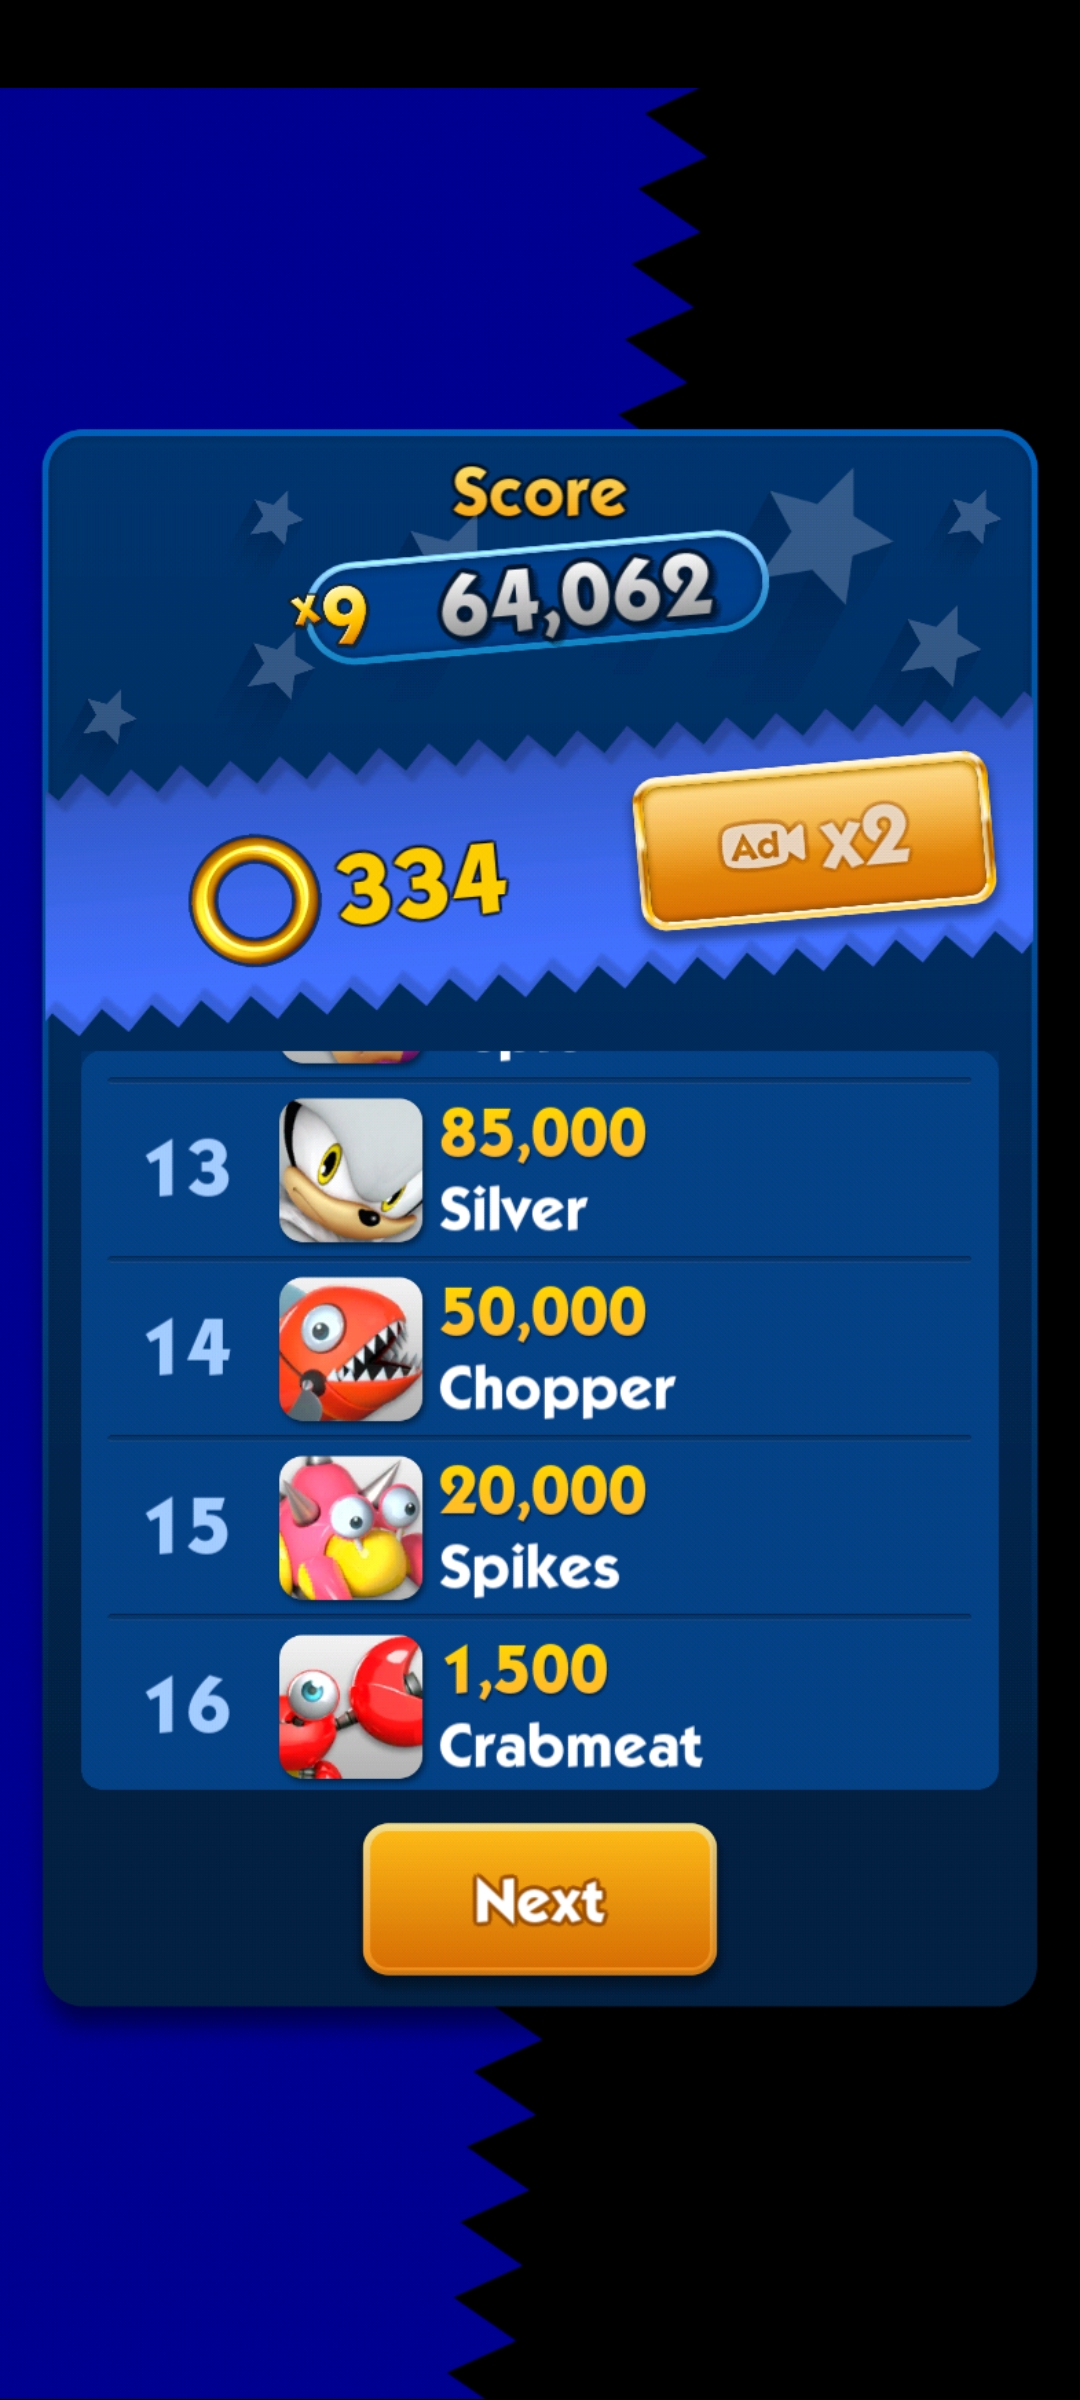 Score
x9 64,062
334
Ad x2
13
85,000
Silver
14
50,000
Chopper
15
20,000
Spikes
16
1,500
Crabmeat
Next